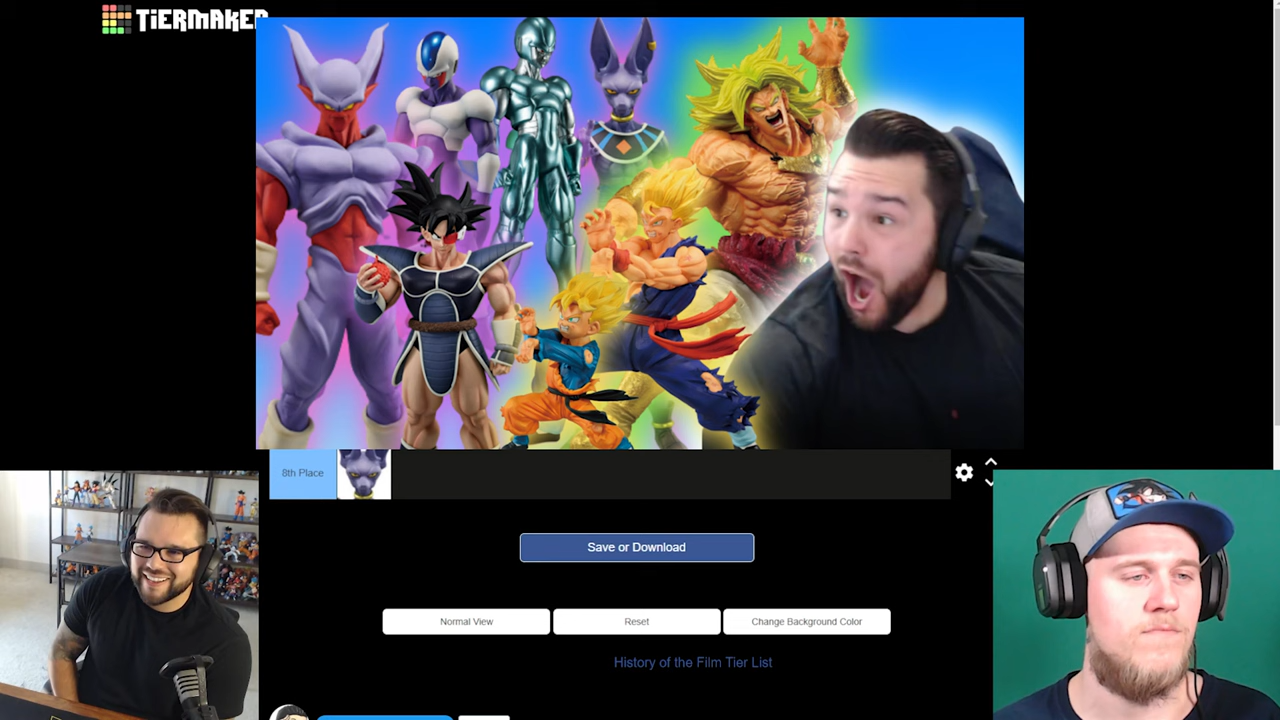 TiERMAKER
8th Place
Save or Download
Normal View
Reset
Change Background Color
History of the Film Tier List